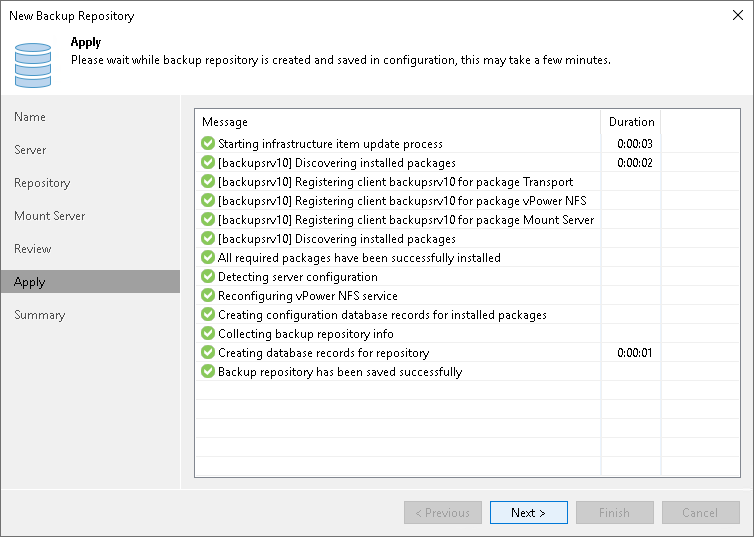 New Backup Repository
Apply
Please wait while backup repository is created and saved in configuration, this may take a few minutes.
Name
Server
Repository
Mount Server
Review
Apply
Summary
Message Duration
Starting infrastructure item update process 0:00:03
[backupsrv10] Discovering installed packages 0:00:02
[backupsrv10] Registering client backupsrv10 for package Transport
[backupsrv10] Registering client backupsrv10 for package vPower NFS
[backupsrv10] Registering client backupsrv10 for package Mount Server
[backupsrv10] Discovering installed packages
All required packages have been successfully installed
Detecting server configuration
Reconfiguring vPower NFS service
Creating configuration database records for installed packages
Collecting backup repository info
Creating database records for repository 0:00:01
Backup repository has been saved successfully
< Previous Next > Finish Cancel